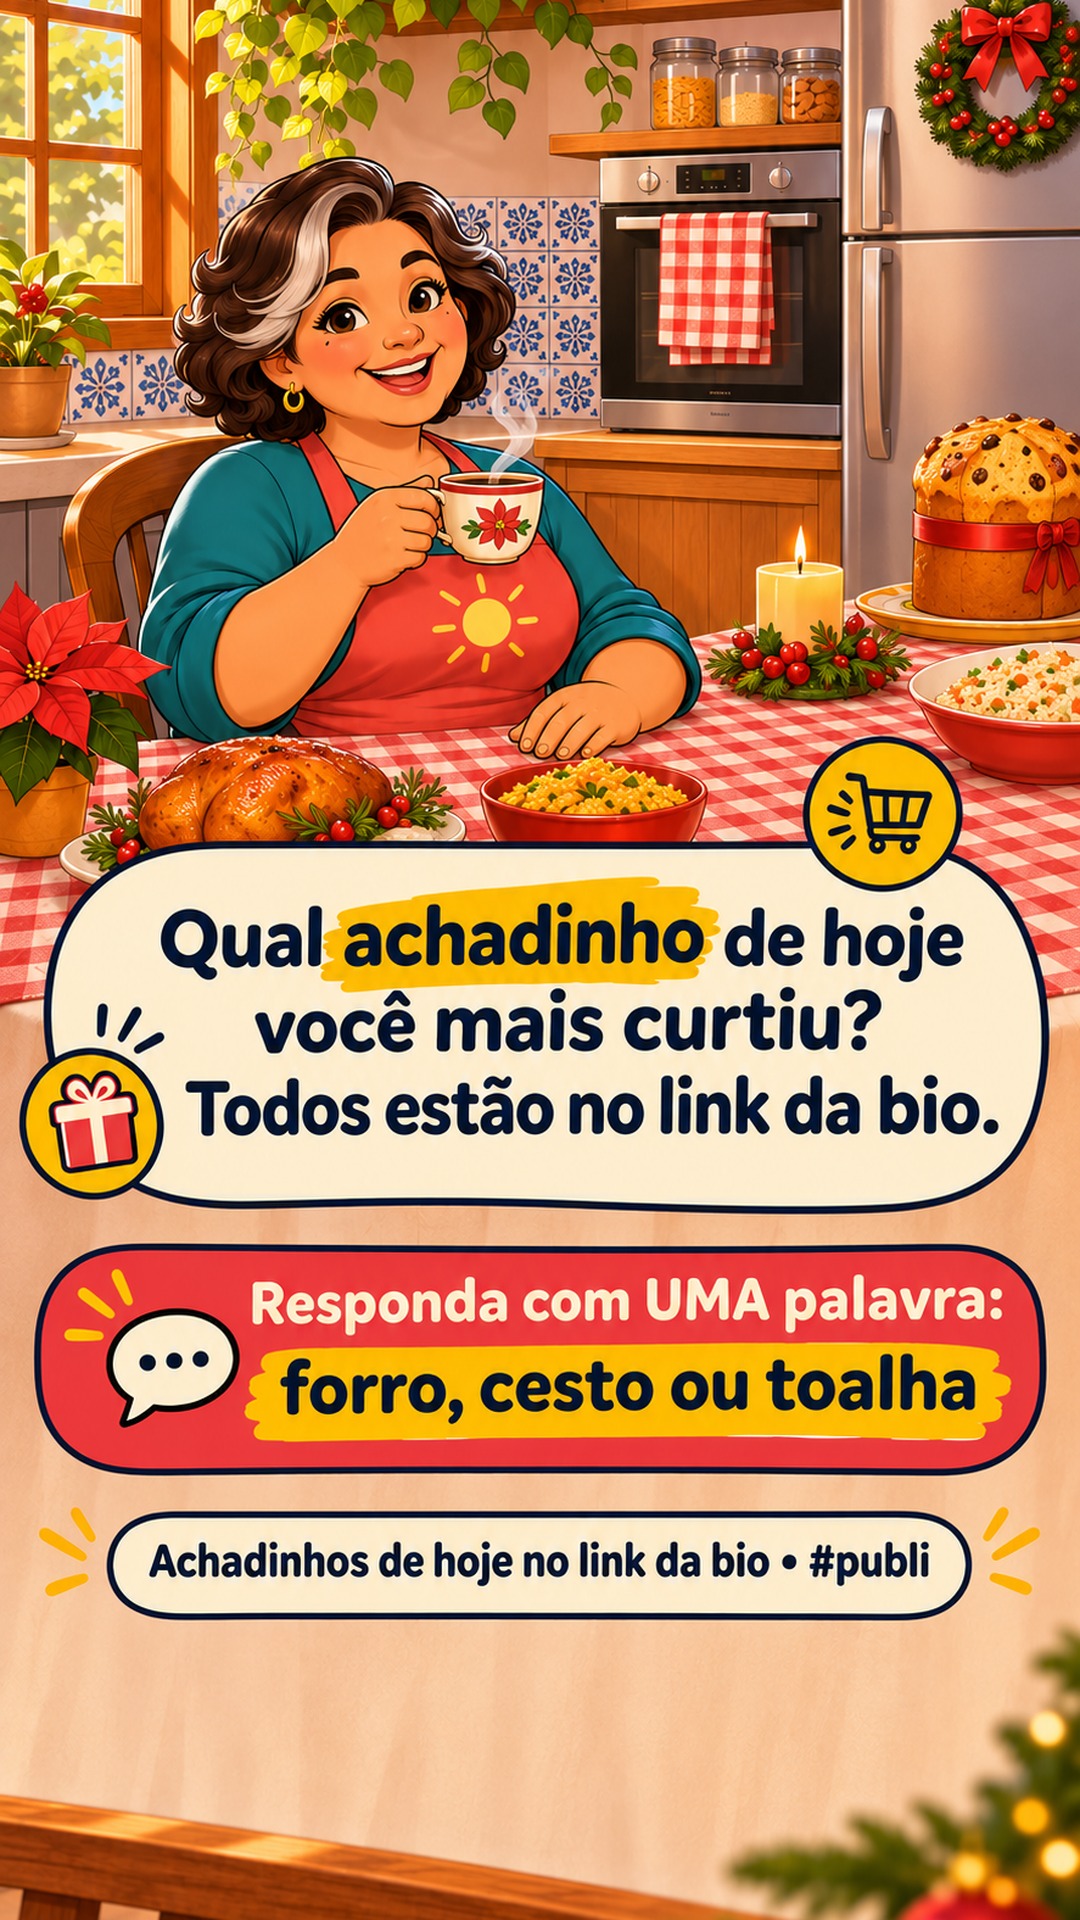 Qual achadinho de hoje
você mais curtiu?
Todos estão no link da bio.
Responda com UMA palavra:
forro, cesto ou toalha
Achadinhos de hoje no link da bio • #publi